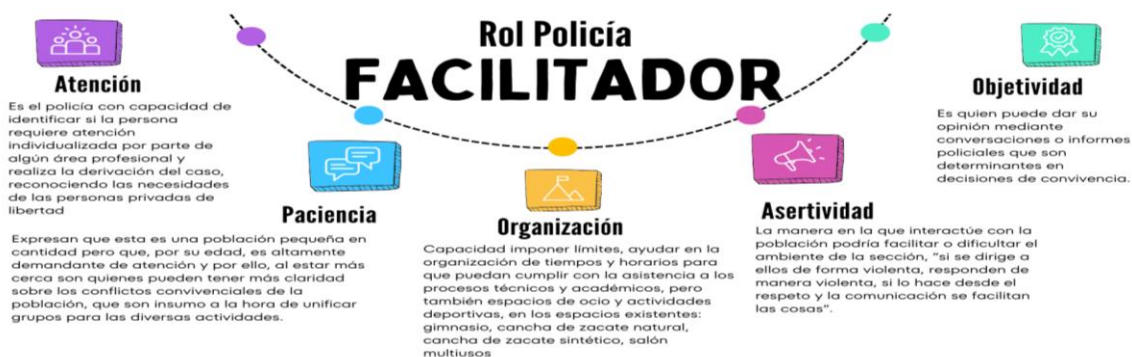 Rol Policía
FACILITADOR
Atención
Es el policía con capacidad de
identificar si la persona
requiere atención
individualizada por parte de
algún área profesional y
realiza la derivación del caso,
reconociendo las necesidades
de las personas privadas de
libertad
Paciencia
Expresan que esta es una población pequeña en
cantidad pero que, por su edad, es altamente
demandante de atención y por ello, al estar más
cerca son quienes pueden tener más claridad
sobre los conflictos convivenciales de la
población, que son insumo a la hora de unificar
grupos para las diversas actividades.
Organización
Capacidad imponer límites, ayudar en la
organización de tiempos y horarios para
que puedan cumplir con la asistencia a los
procesos técnicos y académicos, pero
también espacios de ocio y actividades
deportivas, en los espacios existentes:
gimnasio, cancha de zacate natural,
cancha de zacate sintético, salón
multiusos
Asertividad
La manera en la que interactúe con la
población podría facilitar o dificultar el
ambiente de la sección, “si se dirige a
ellos de forma violenta, responden de
manera violenta, si lo hace desde el
respeto y la comunicación se facilitan
las cosas”.
Objetividad
Es quien puede dar su
opinión mediante
conversaciones o informes
policiales que son
determinantes en
decisiones de convivencia.